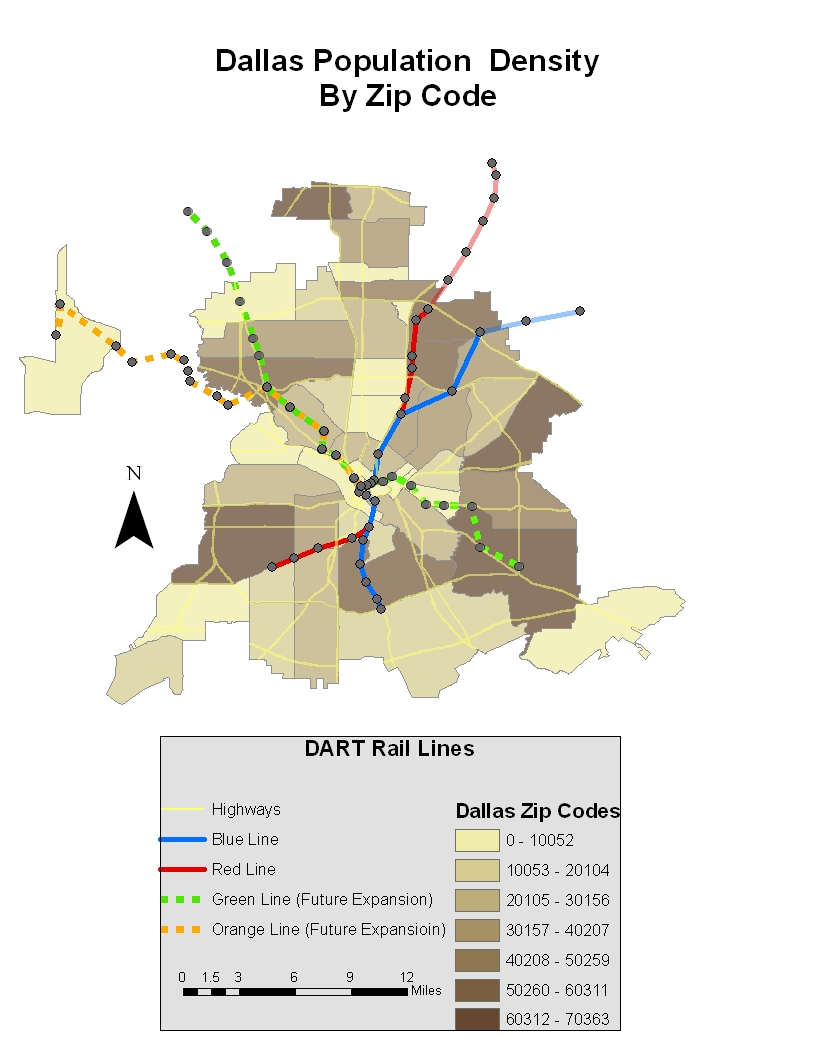 Dallas Population  Density
By Zip Code
N
DART Rail Lines
Highways
Blue Line
Red Line
Green Line (Future Expansion)
Orange Line (Future Expansioin)
0 1.5 3 6 9 12
Miles
Dallas Zip Codes
0 - 10052
10053 - 20104
20105 - 30156
30157 - 40207
40208 - 50259
50260 - 60311
60312 - 70363